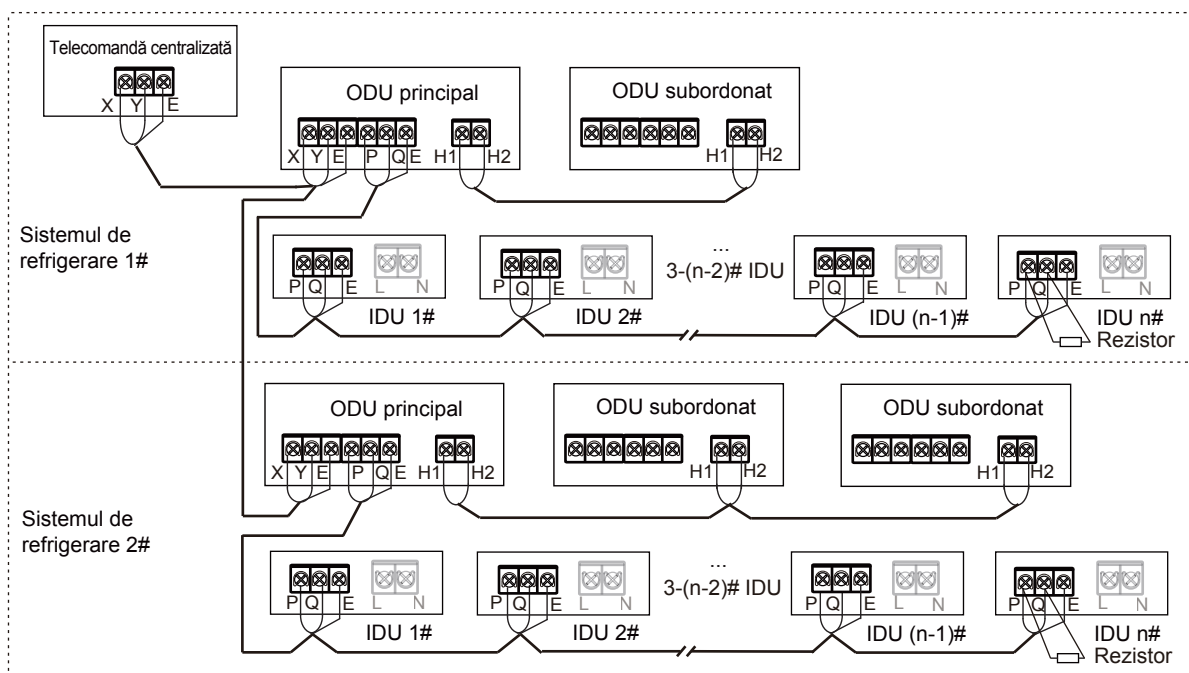 Telecomandă centralizată
X Y E
ODU principal
X Y E P Q E H1 H2
ODU subordonat
H1 H2
Sistemul de
refrigerare 1#
P Q E L N
IDU 1#
P Q E L N
IDU 2#
...
3-(n-2)# IDU
P Q E L N
IDU (n-1)#
P Q E L N
IDU n#
Rezistor
ODU principal
X Y E P Q E H1 H2
ODU subordonat
H1 H2
ODU subordonat
H1 H2
Sistemul de
refrigerare 2#
P Q E L N
IDU 1#
P Q E L N
IDU 2#
...
3-(n-2)# IDU
P Q E L N
IDU (n-1)#
P Q E L N
IDU n#
Rezistor